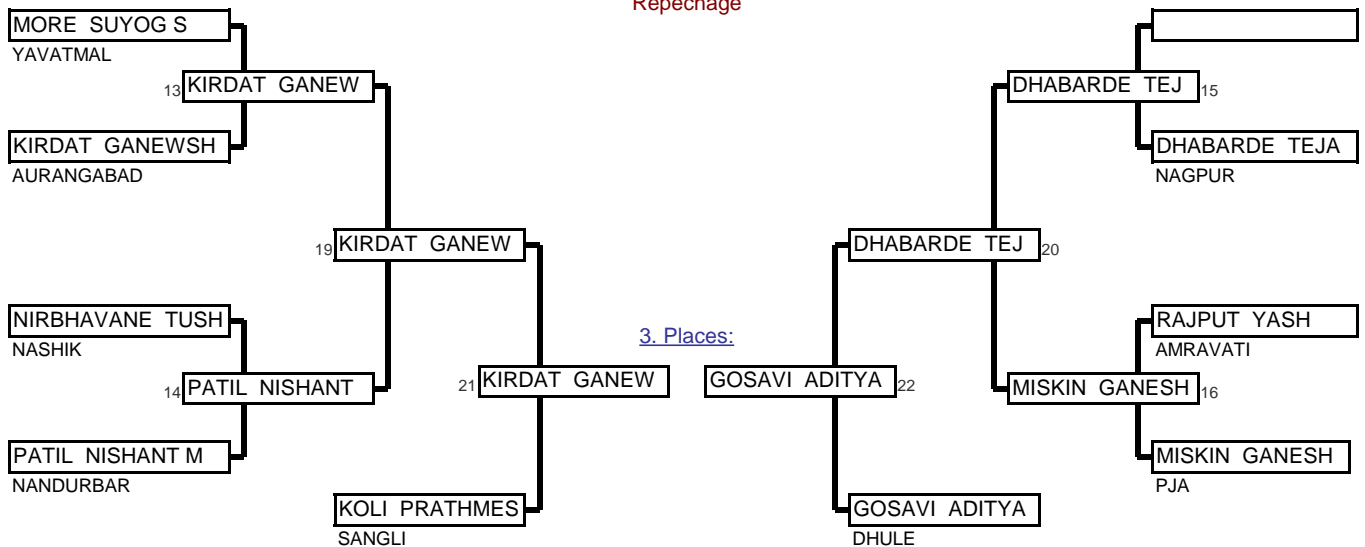 Repechage
MORE SUYOG S
YAVATMAL
13 KIRDAT GANEW
DHABARDE TEJ 15
KIRDAT GANEWSH
AURANGABAD
DHABARDE TEJA
NAGPUR
19 KIRDAT GANEW
DHABARDE TEJ 20
NIRBHAVANE TUSH
NASHIK
RAJPUT YASH
AMRAVATI
3. Places:
14 PATIL NISHANT
21 KIRDAT GANEW
GOSAVI ADITYA 22
MISKIN GANESH 16
PATIL NISHANT M
NANDURBAR
MISKIN GANESH
PJA
KOLI PRATHMES
SANGLI
GOSAVI ADITYA
DHULE